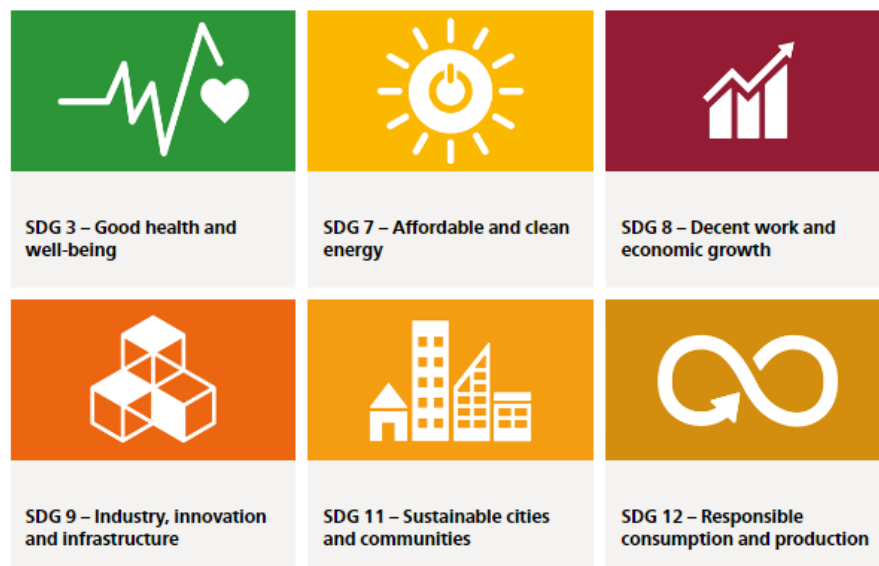 SDG 3 – Good health and
well-being
SDG 7 – Affordable and clean
energy
SDG 8 – Decent work and
economic growth
SDG 9 – Industry, innovation
and infrastructure
SDG 11 – Sustainable cities
and communities
SDG 12 – Responsible
consumption and production